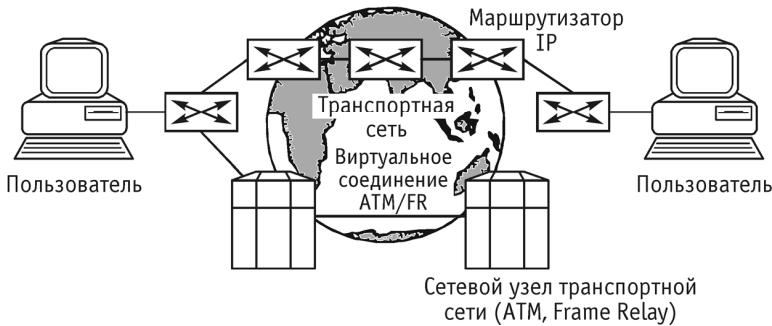 Маршрутизатор
IP
Транспортная
сеть
Виртуальное
соединение
ATM/FR
Пользователь
Пользователь
Сетевой узел транспортной
сети (ATM, Frame Relay)